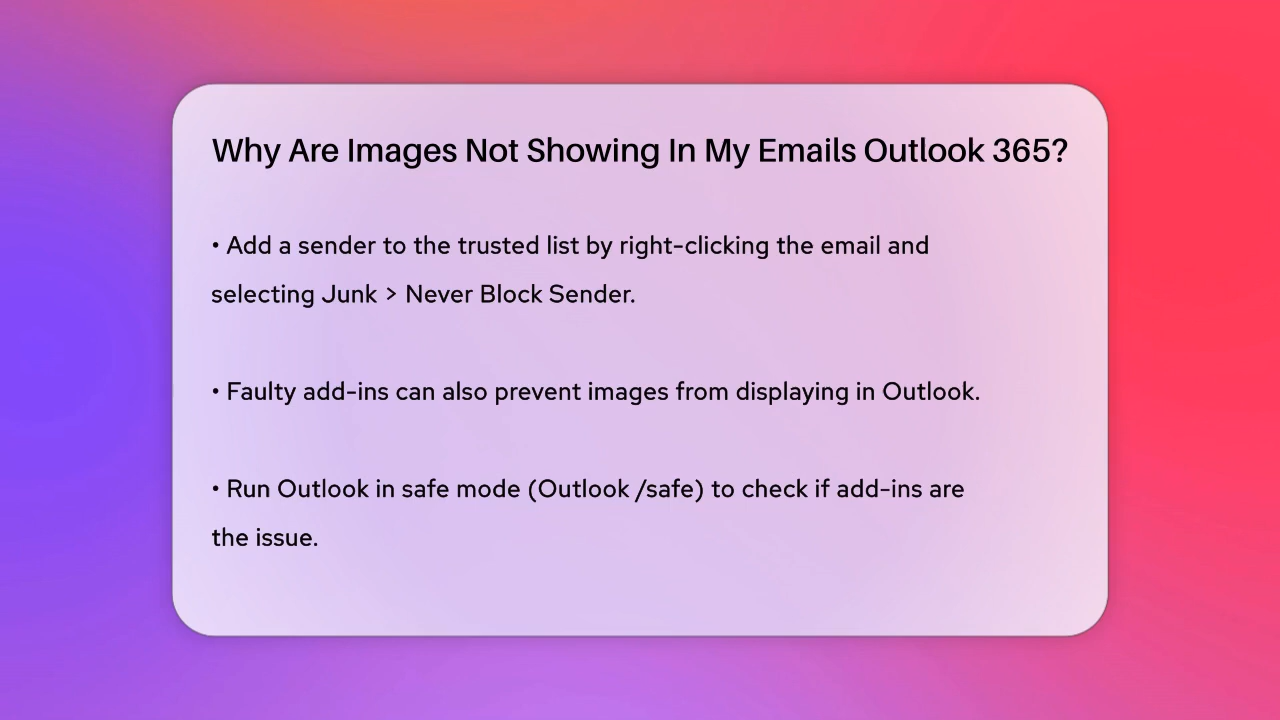 Why Are Images Not Showing In My Emails Outlook 365?
• Add a sender to the trusted list by right-clicking the email and
selecting Junk > Never Block Sender.
• Faulty add-ins can also prevent images from displaying in Outlook.
• Run Outlook in safe mode (Outlook /safe) to check if add-ins are
the issue.